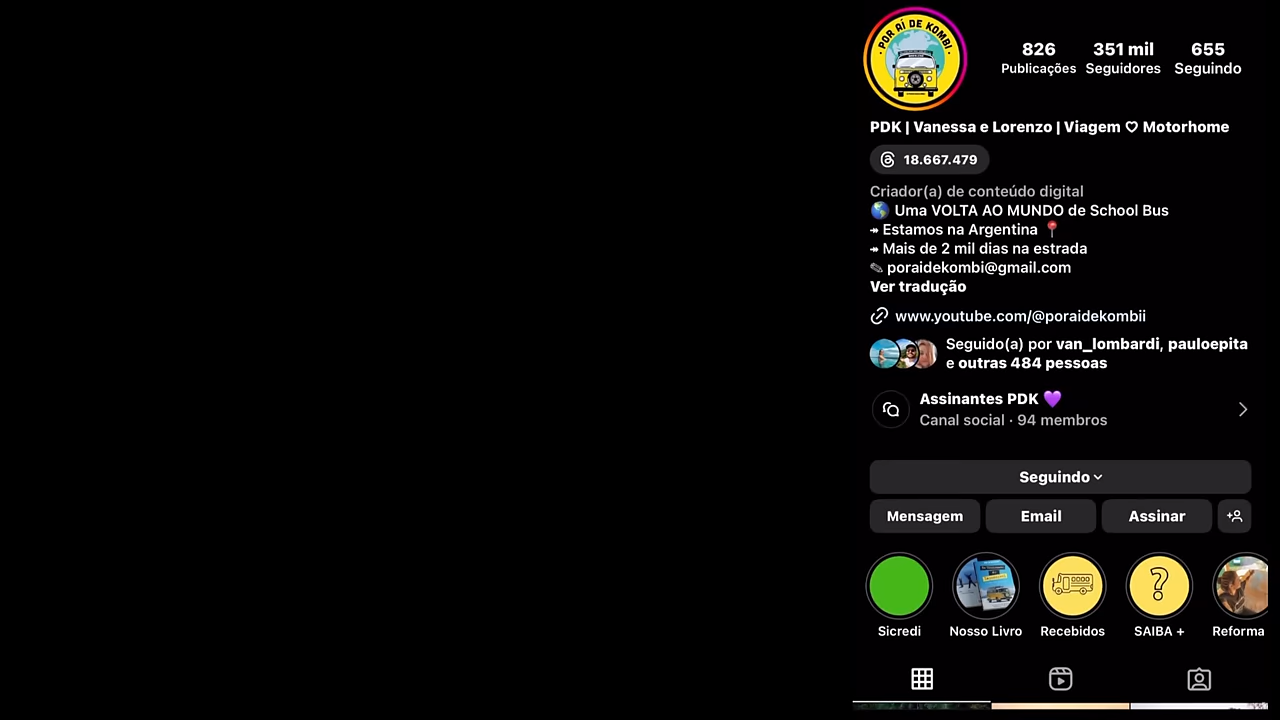 POR AÍ DE KOMBI
826 351 mil 655
Publicações Seguidores Seguindo
PDK | Vanessa e Lorenzo | Viagem ♡ Motorhome
18.667.479
Criador(a) de conteúdo digital
🌎 Uma VOLTA AO MUNDO de School Bus
↠ Estamos na Argentina 📍
↠ Mais de 2 mil dias na estrada
✎ poraidekombi@gmail.com
Ver tradução
www.youtube.com/@poraidekombii
Seguido(a) por van_lombardi, pauloepita
e outras 484 pessoas
Assinantes PDK 💜
Canal social · 94 membros
Seguindo
Mensagem Email Assinar
?
Sicredi Nosso Livro Recebidos SAIBA + Reforma